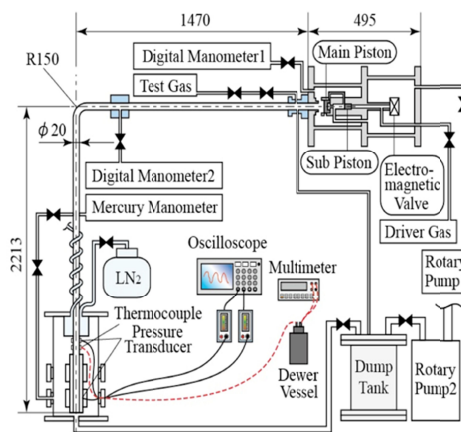 1470
495
Digital Manometer1
Main Piston
R150
Test Gas
ϕ 20
Sub Piston
Digital Manometer2
Electro-
magnetic
Valve
Mercury Manometer
Driver Gas
2213
Oscilloscope
LN2
Multimeter
Rotary
Pump
Thermocouple
Pressure
Transducer
Dewer
Vessel
Dump
Tank
Rotary
Pump2